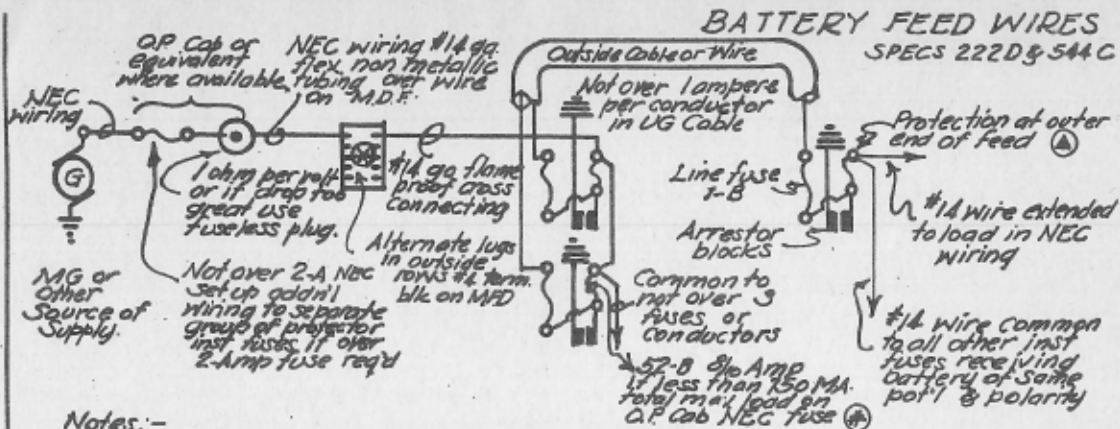 BATTERY FEED WIRES
SPECS 222D & 544C
O.P. Cab or
equivalent
where available
NEC wiring #14 ga
flex. non metallic
tubing over wire
on M.D.F.
Outside Cable or Wire
NEC
wiring
Not over 1 ampere
per conductor
in UG Cable
Protection at outer
end of feed
G
1 ohm per volt
or if drop too
great use
fuseless plug.
#14 ga flame
proof cross
connecting
Line fuse
1-B
#14 wire extended
to load in NEC
wiring
Arrestor
blocks
Alternate lugs
in outside
rows #4 term.
blk on MFD
MG or
Other
Source of
Supply.
Not over 2-A NEC
set up addn'l
wiring to separate
group of protector
inst fuses if over
2-Amp fuse req'd
Common to
not over 3
fuses or
conductors
#14 wire common
to all other inst
fuses receiving
battery of same
pot'l & polarity
52-B Amp
if less than 150 MA.
total max load on
O.P. Cab NEC fuse #
Notes:-